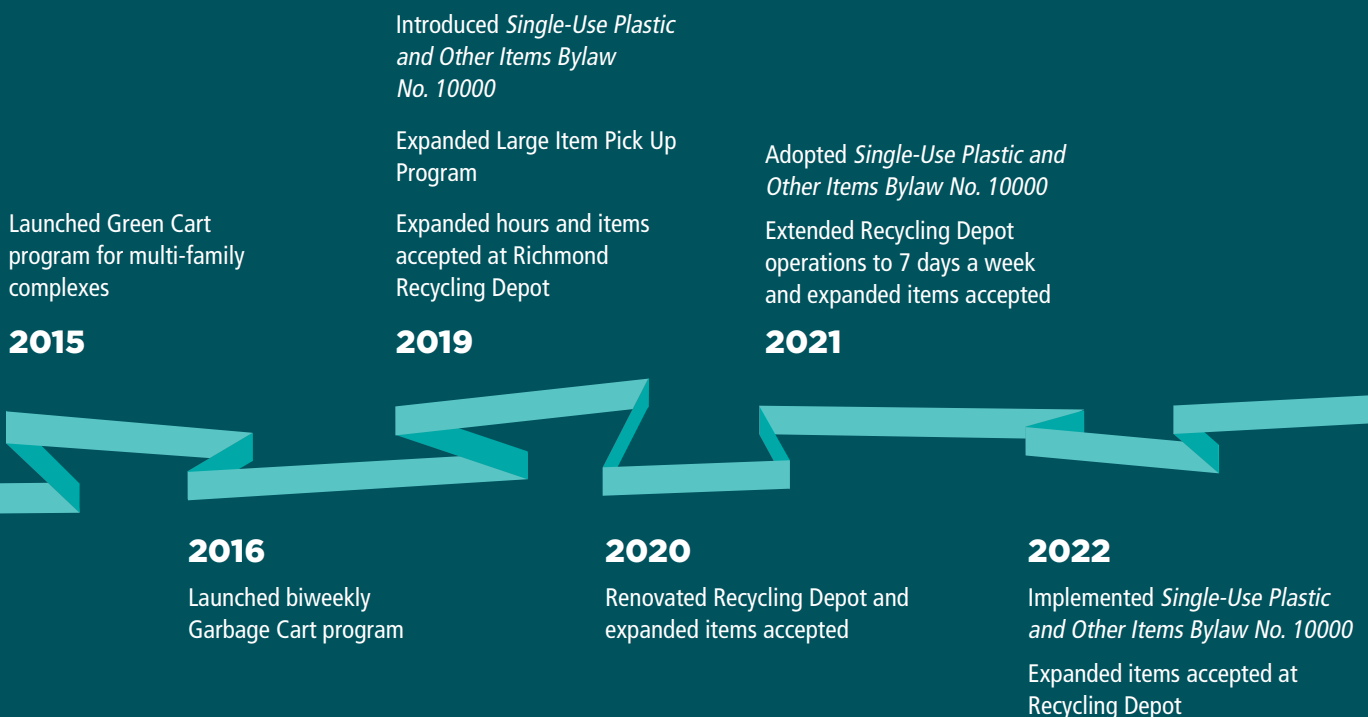 Launched Green Cart
program for multi-family
complexes
2015
2016
Launched biweekly
Garbage Cart program
Introduced Single-Use Plastic
and Other Items Bylaw
No. 10000
Expanded Large Item Pick Up
Program
Expanded hours and items
accepted at Richmond
Recycling Depot
2019
2020
Renovated Recycling Depot and
expanded items accepted
Adopted Single-Use Plastic and
Other Items Bylaw No. 10000
Extended Recycling Depot
operations to 7 days a week
and expanded items accepted
2021
2022
Implemented Single-Use Plastic
and Other Items Bylaw No. 10000
Expanded items accepted at
Recycling Depot